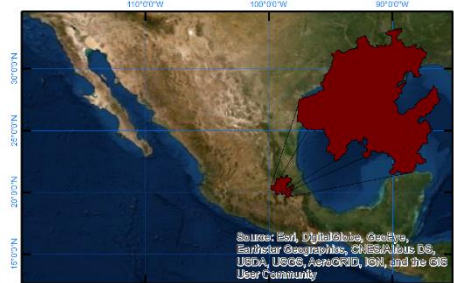 110°0'0"W 100°0'0"W 90°0'0"W
30°0'0"N
25°0'0"N
20°0'0"N
15°0'0"N
Source: Esri, DigitalGlobe, GeoEye,
Earthstar Geographics, CNES/Airbus DS,
USDA, USGS, AeroGRID, IGN, and the GIS
User Community